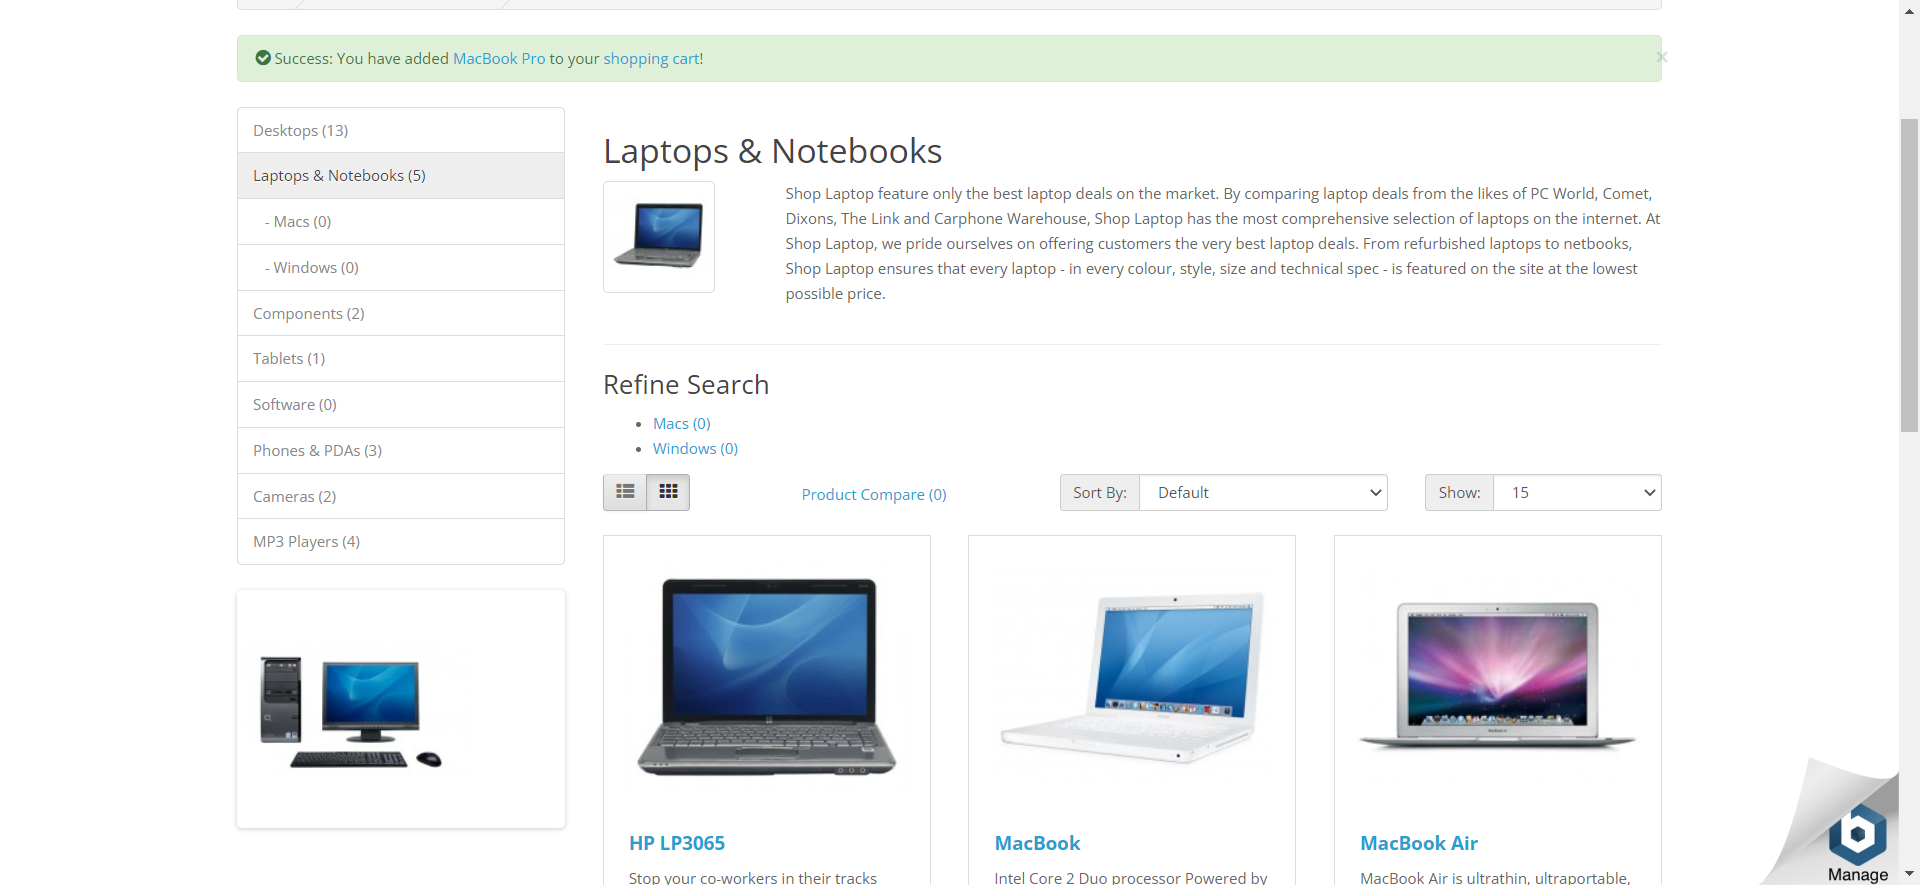 Success: You have added MacBook Pro to your shopping cart!
×
Desktops (13)
Laptops & Notebooks (5)
- Macs (0)
- Windows (0)
Components (2)
Tablets (1)
Software (0)
Phones & PDAs (3)
Cameras (2)
MP3 Players (4)
Laptops & Notebooks
Shop Laptop feature only the best laptop deals on the market. By comparing laptop deals from the likes of PC World, Comet,
Dixons, The Link and Carphone Warehouse, Shop Laptop has the most comprehensive selection of laptops on the internet. At
Shop Laptop, we pride ourselves on offering customers the very best laptop deals. From refurbished laptops to netbooks,
Shop Laptop ensures that every laptop - in every colour, style, size and technical spec - is featured on the site at the lowest
possible price.
Refine Search
• Macs (0)
• Windows (0)
Product Compare (0)
Sort By: Default
Show: 15
HP LP3065
Stop your co-workers in their tracks
MacBook
Intel Core 2 Duo processor Powered by
MacBook Air
MacBook Air is ultrathin, ultraportable,
b
Manage